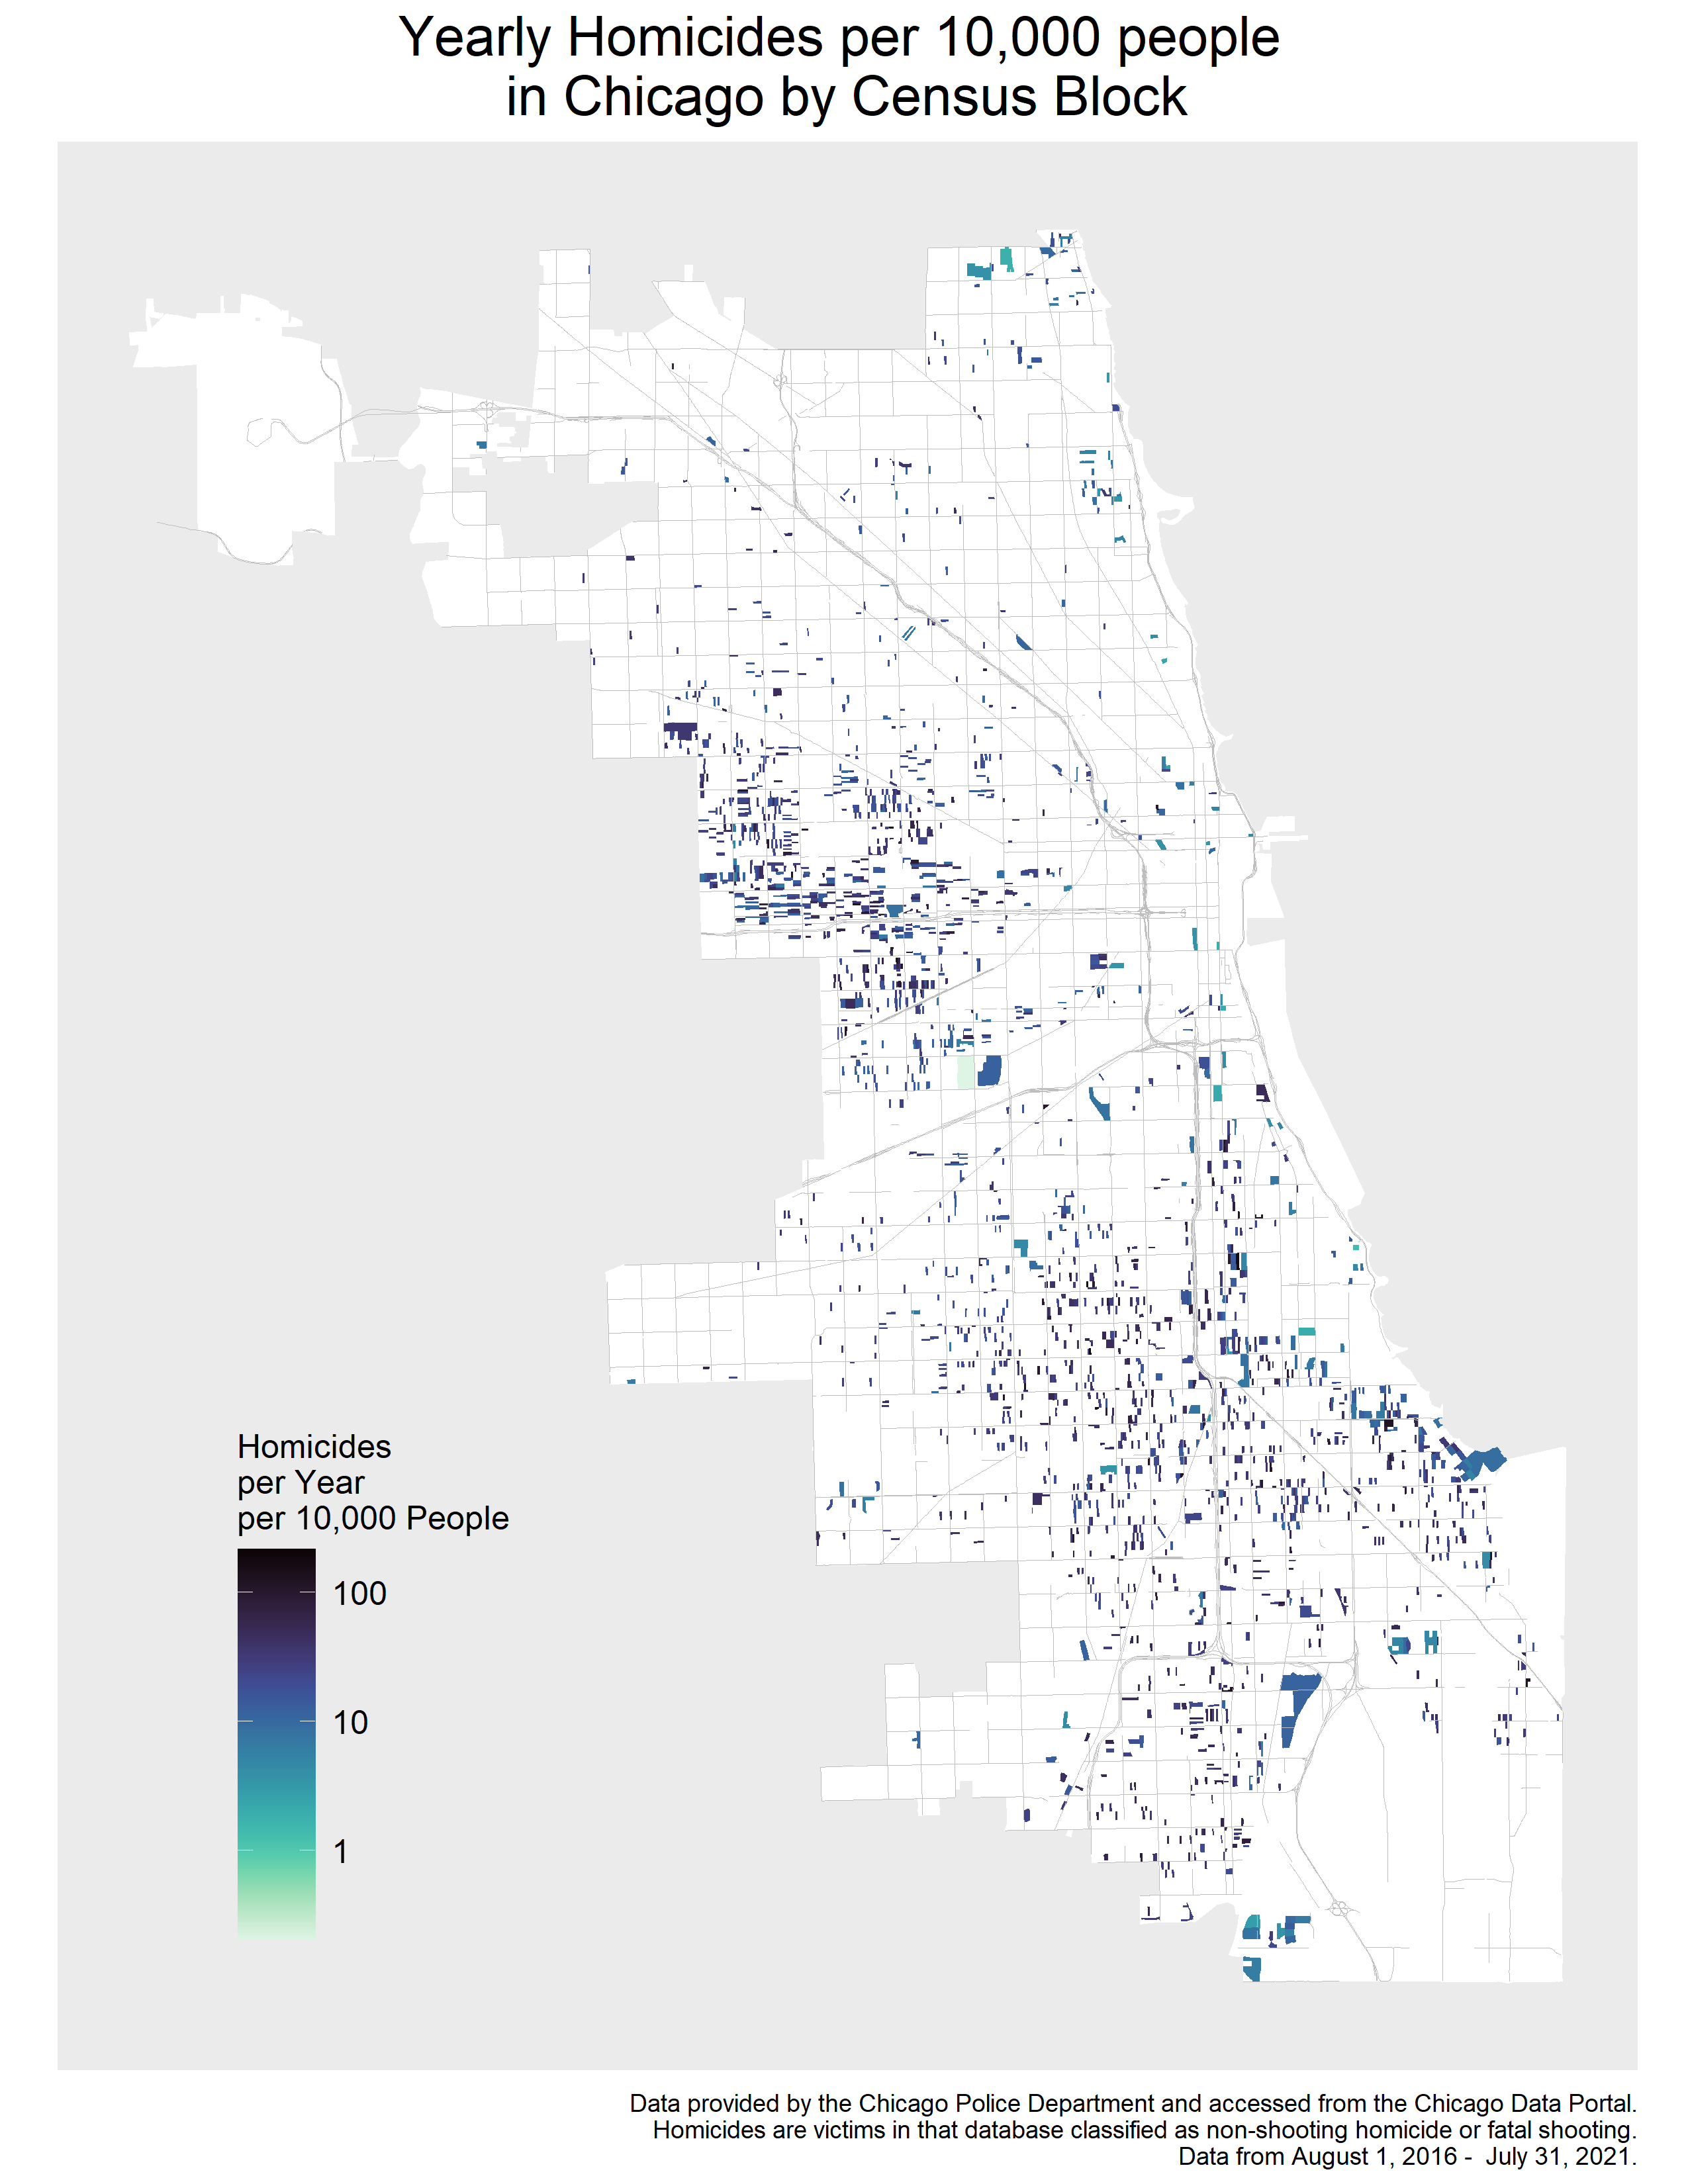 Yearly Homicides per 10,000 people
in Chicago by Census Block
Homicides
per Year
per 10,000 People
100
10
1
Data provided by the Chicago Police Department and accessed from the Chicago Data Portal.
Homicides are victims in that database classified as non-shooting homicide or fatal shooting.
Data from August 1, 2016 -  July 31, 2021.